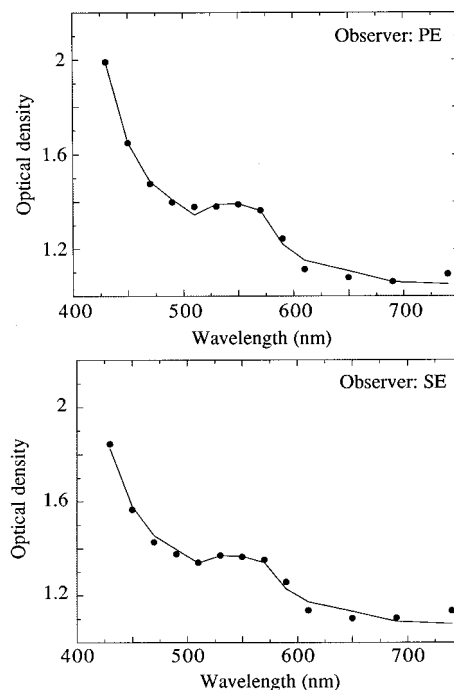 Observer: PE
2
1.6
1.2
Optical density
400 500 600 700
Wavelength (nm)
Observer: SE
2
1.6
1.2
Optical density
400 500 600 700
Wavelength (nm)